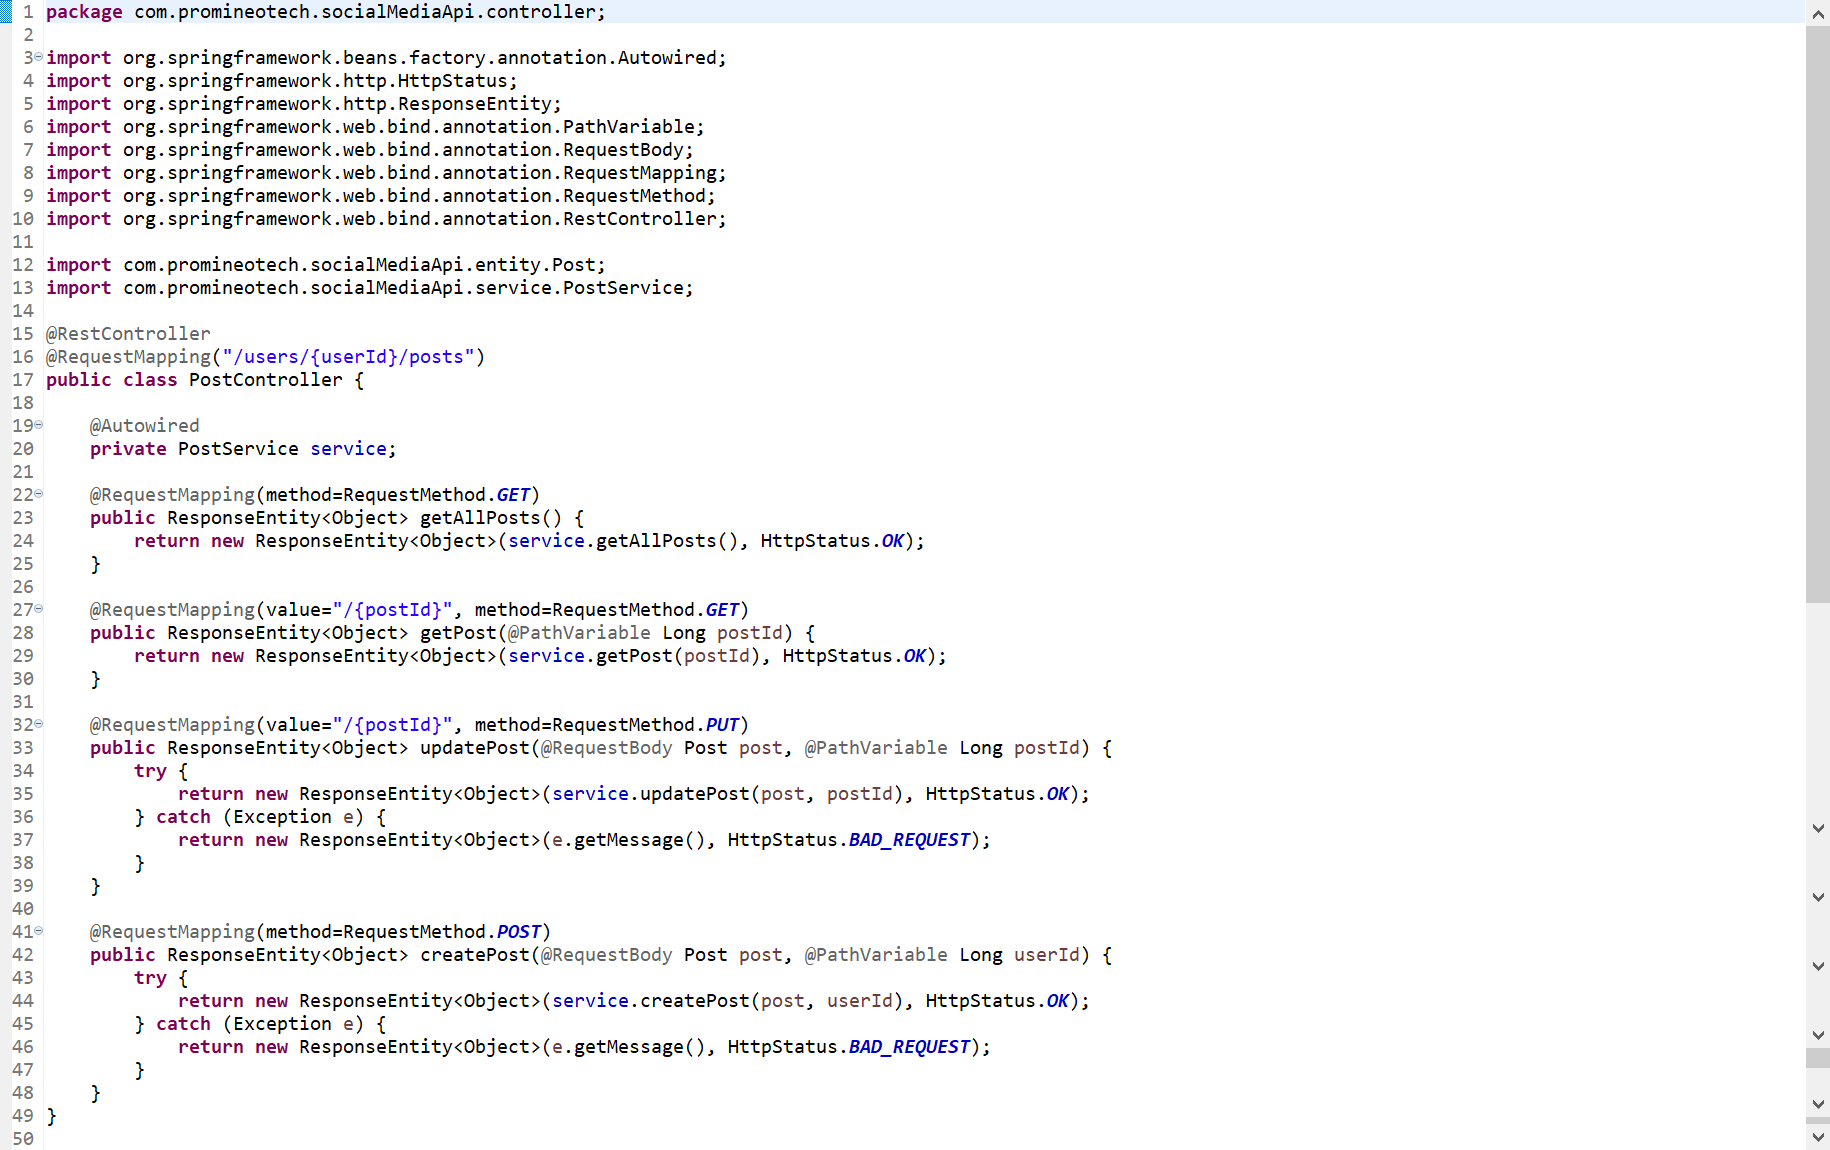 1 package com.promineotech.socialMediaApi.controller;
2
3 import org.springframework.beans.factory.annotation.Autowired;
4 import org.springframework.http.HttpStatus;
5 import org.springframework.http.ResponseEntity;
6 import org.springframework.web.bind.annotation.PathVariable;
7 import org.springframework.web.bind.annotation.RequestBody;
8 import org.springframework.web.bind.annotation.RequestMapping;
9 import org.springframework.web.bind.annotation.RequestMethod;
10 import org.springframework.web.bind.annotation.RestController;
11
12 import com.promineotech.socialMediaApi.entity.Post;
13 import com.promineotech.socialMediaApi.service.PostService;
14
15 @RestController
16 @RequestMapping("/users/{userId}/posts")
17 public class PostController {
18
19     @Autowired
20     private PostService service;
21
22     @RequestMapping(method=RequestMethod.GET)
23     public ResponseEntity<Object> getAllPosts() {
24         return new ResponseEntity<Object>(service.getAllPosts(), HttpStatus.OK);
25     }
26
27     @RequestMapping(value="/{postId}", method=RequestMethod.GET)
28     public ResponseEntity<Object> getPost(@PathVariable Long postId) {
29         return new ResponseEntity<Object>(service.getPost(postId), HttpStatus.OK);
30     }
31
32     @RequestMapping(value="/{postId}", method=RequestMethod.PUT)
33     public ResponseEntity<Object> updatePost(@RequestBody Post post, @PathVariable Long postId) {
34         try {
35             return new ResponseEntity<Object>(service.updatePost(post, postId), HttpStatus.OK);
36         } catch (Exception e) {
37             return new ResponseEntity<Object>(e.getMessage(), HttpStatus.BAD_REQUEST);
38         }
39     }
40
41     @RequestMapping(method=RequestMethod.POST)
42     public ResponseEntity<Object> createPost(@RequestBody Post post, @PathVariable Long userId) {
43         try {
44             return new ResponseEntity<Object>(service.createPost(post, userId), HttpStatus.OK);
45         } catch (Exception e) {
46             return new ResponseEntity<Object>(e.getMessage(), HttpStatus.BAD_REQUEST);
47         }
48     }
49 }
50